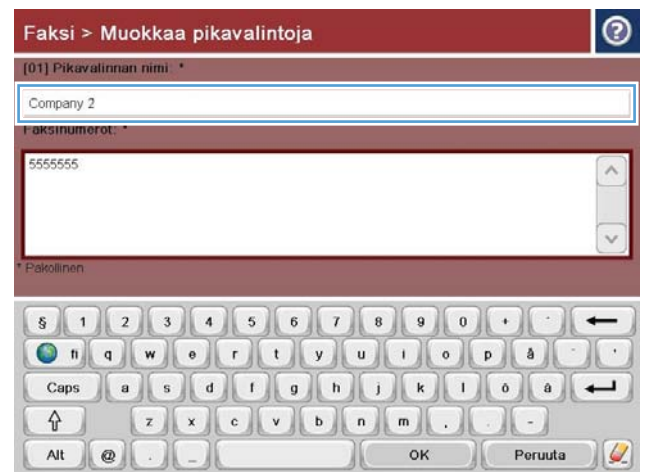 Faksi > Muokkaa pikavalintoja
[01] Pikavalinnan nimi: *
Company 2
Faksinumerot: *
5555555
* Pakollinen
§ 1 2 3 4 5 6 7 8 9 0 + ´
fi q w e r t y u i o p å ¨ '
Caps a s d f g h j k l ö ä
z x c v b n m , . -
Alt @ . _ OK Peruuta